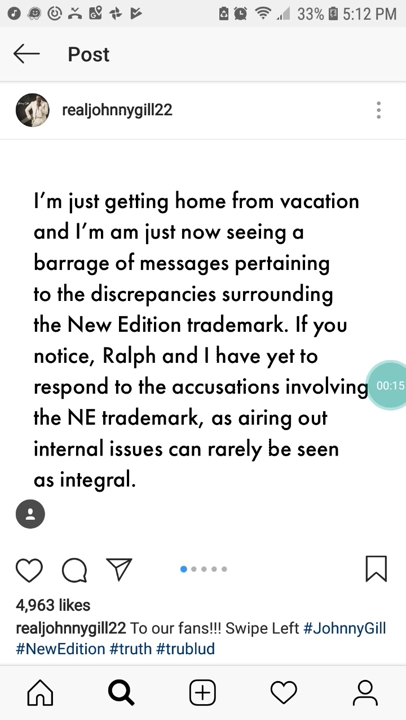 33% 5:12 PM
Post
realjohnnygill22
I'm just getting home from vacation
and I'm am just now seeing a
barrage of messages pertaining
to the discrepancies surrounding
the New Edition trademark. If you
notice, Ralph and I have yet to
respond to the accusations involving
the NE trademark, as airing out
internal issues can rarely be seen
as integral.
00:15
4,963 likes
realjohnnygill22 To our fans!!! Swipe Left #JohnnyGill
#NewEdition #truth #trublud